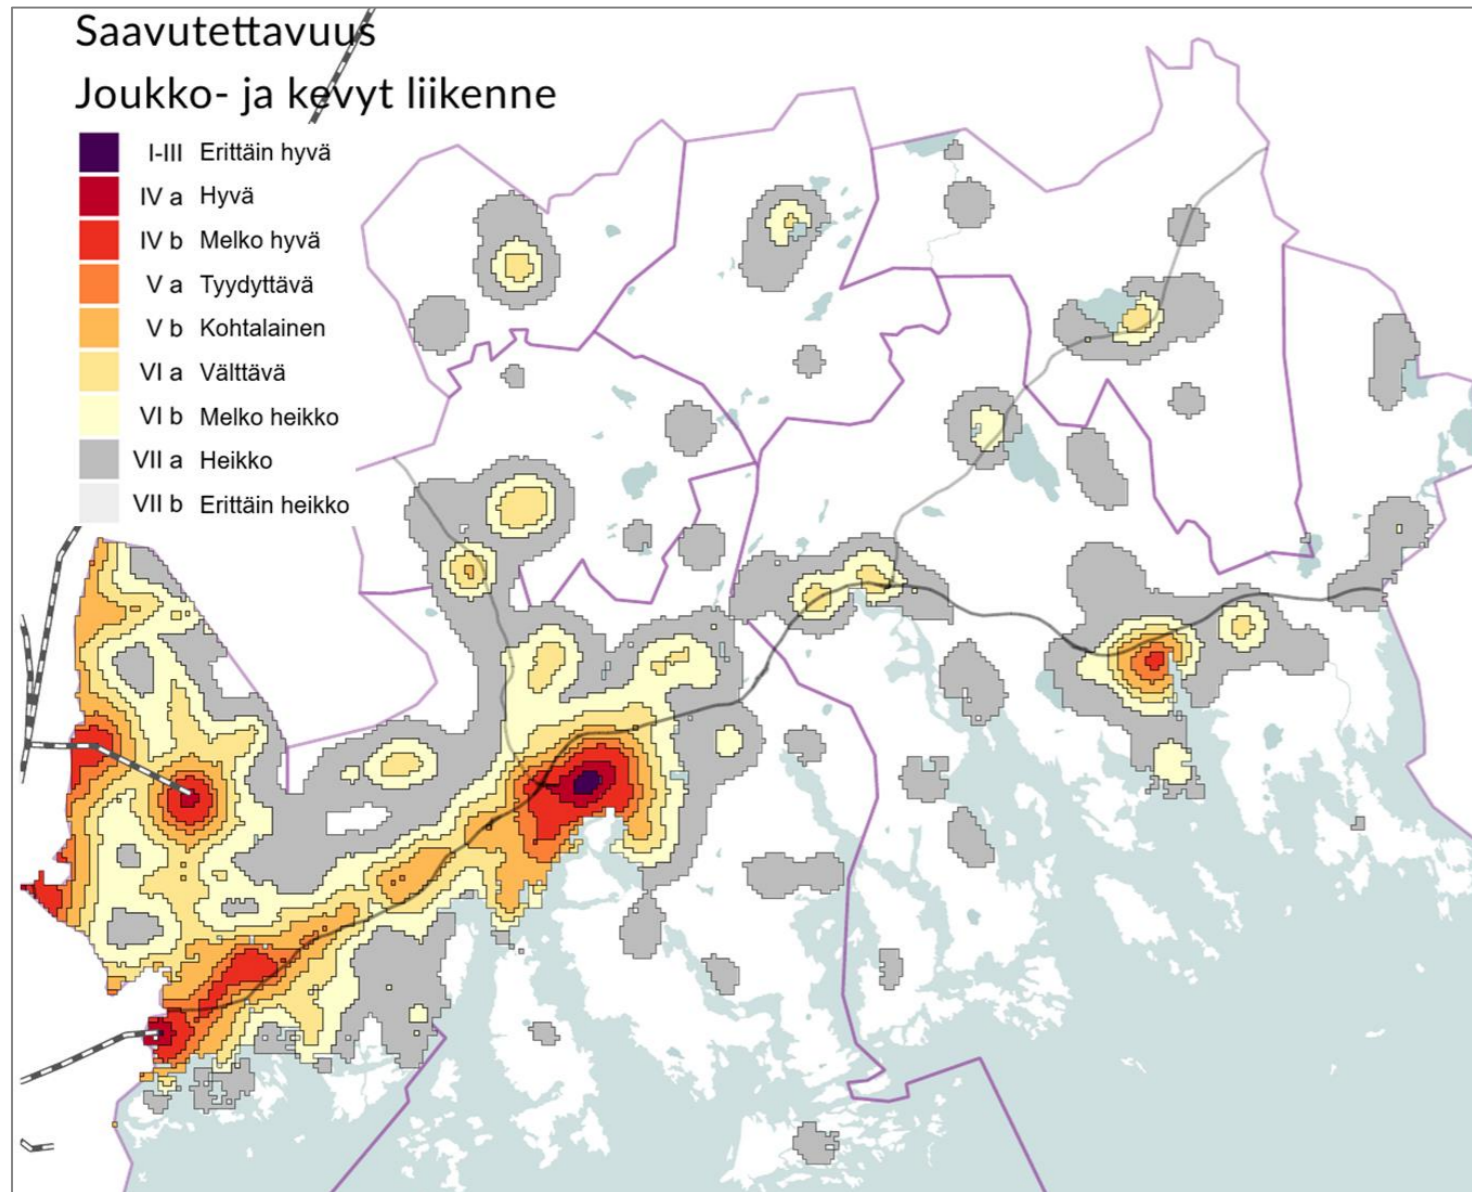 Saavutettavuus
Joukko- ja kevyt liikenne
I-III Erittäin hyvä
IV a Hyvä
IV b Melko hyvä
V a Tyydyttävä
V b Kohtalainen
VI a Välttävä
VI b Melko heikko
VII a Heikko
VII b Erittäin heikko